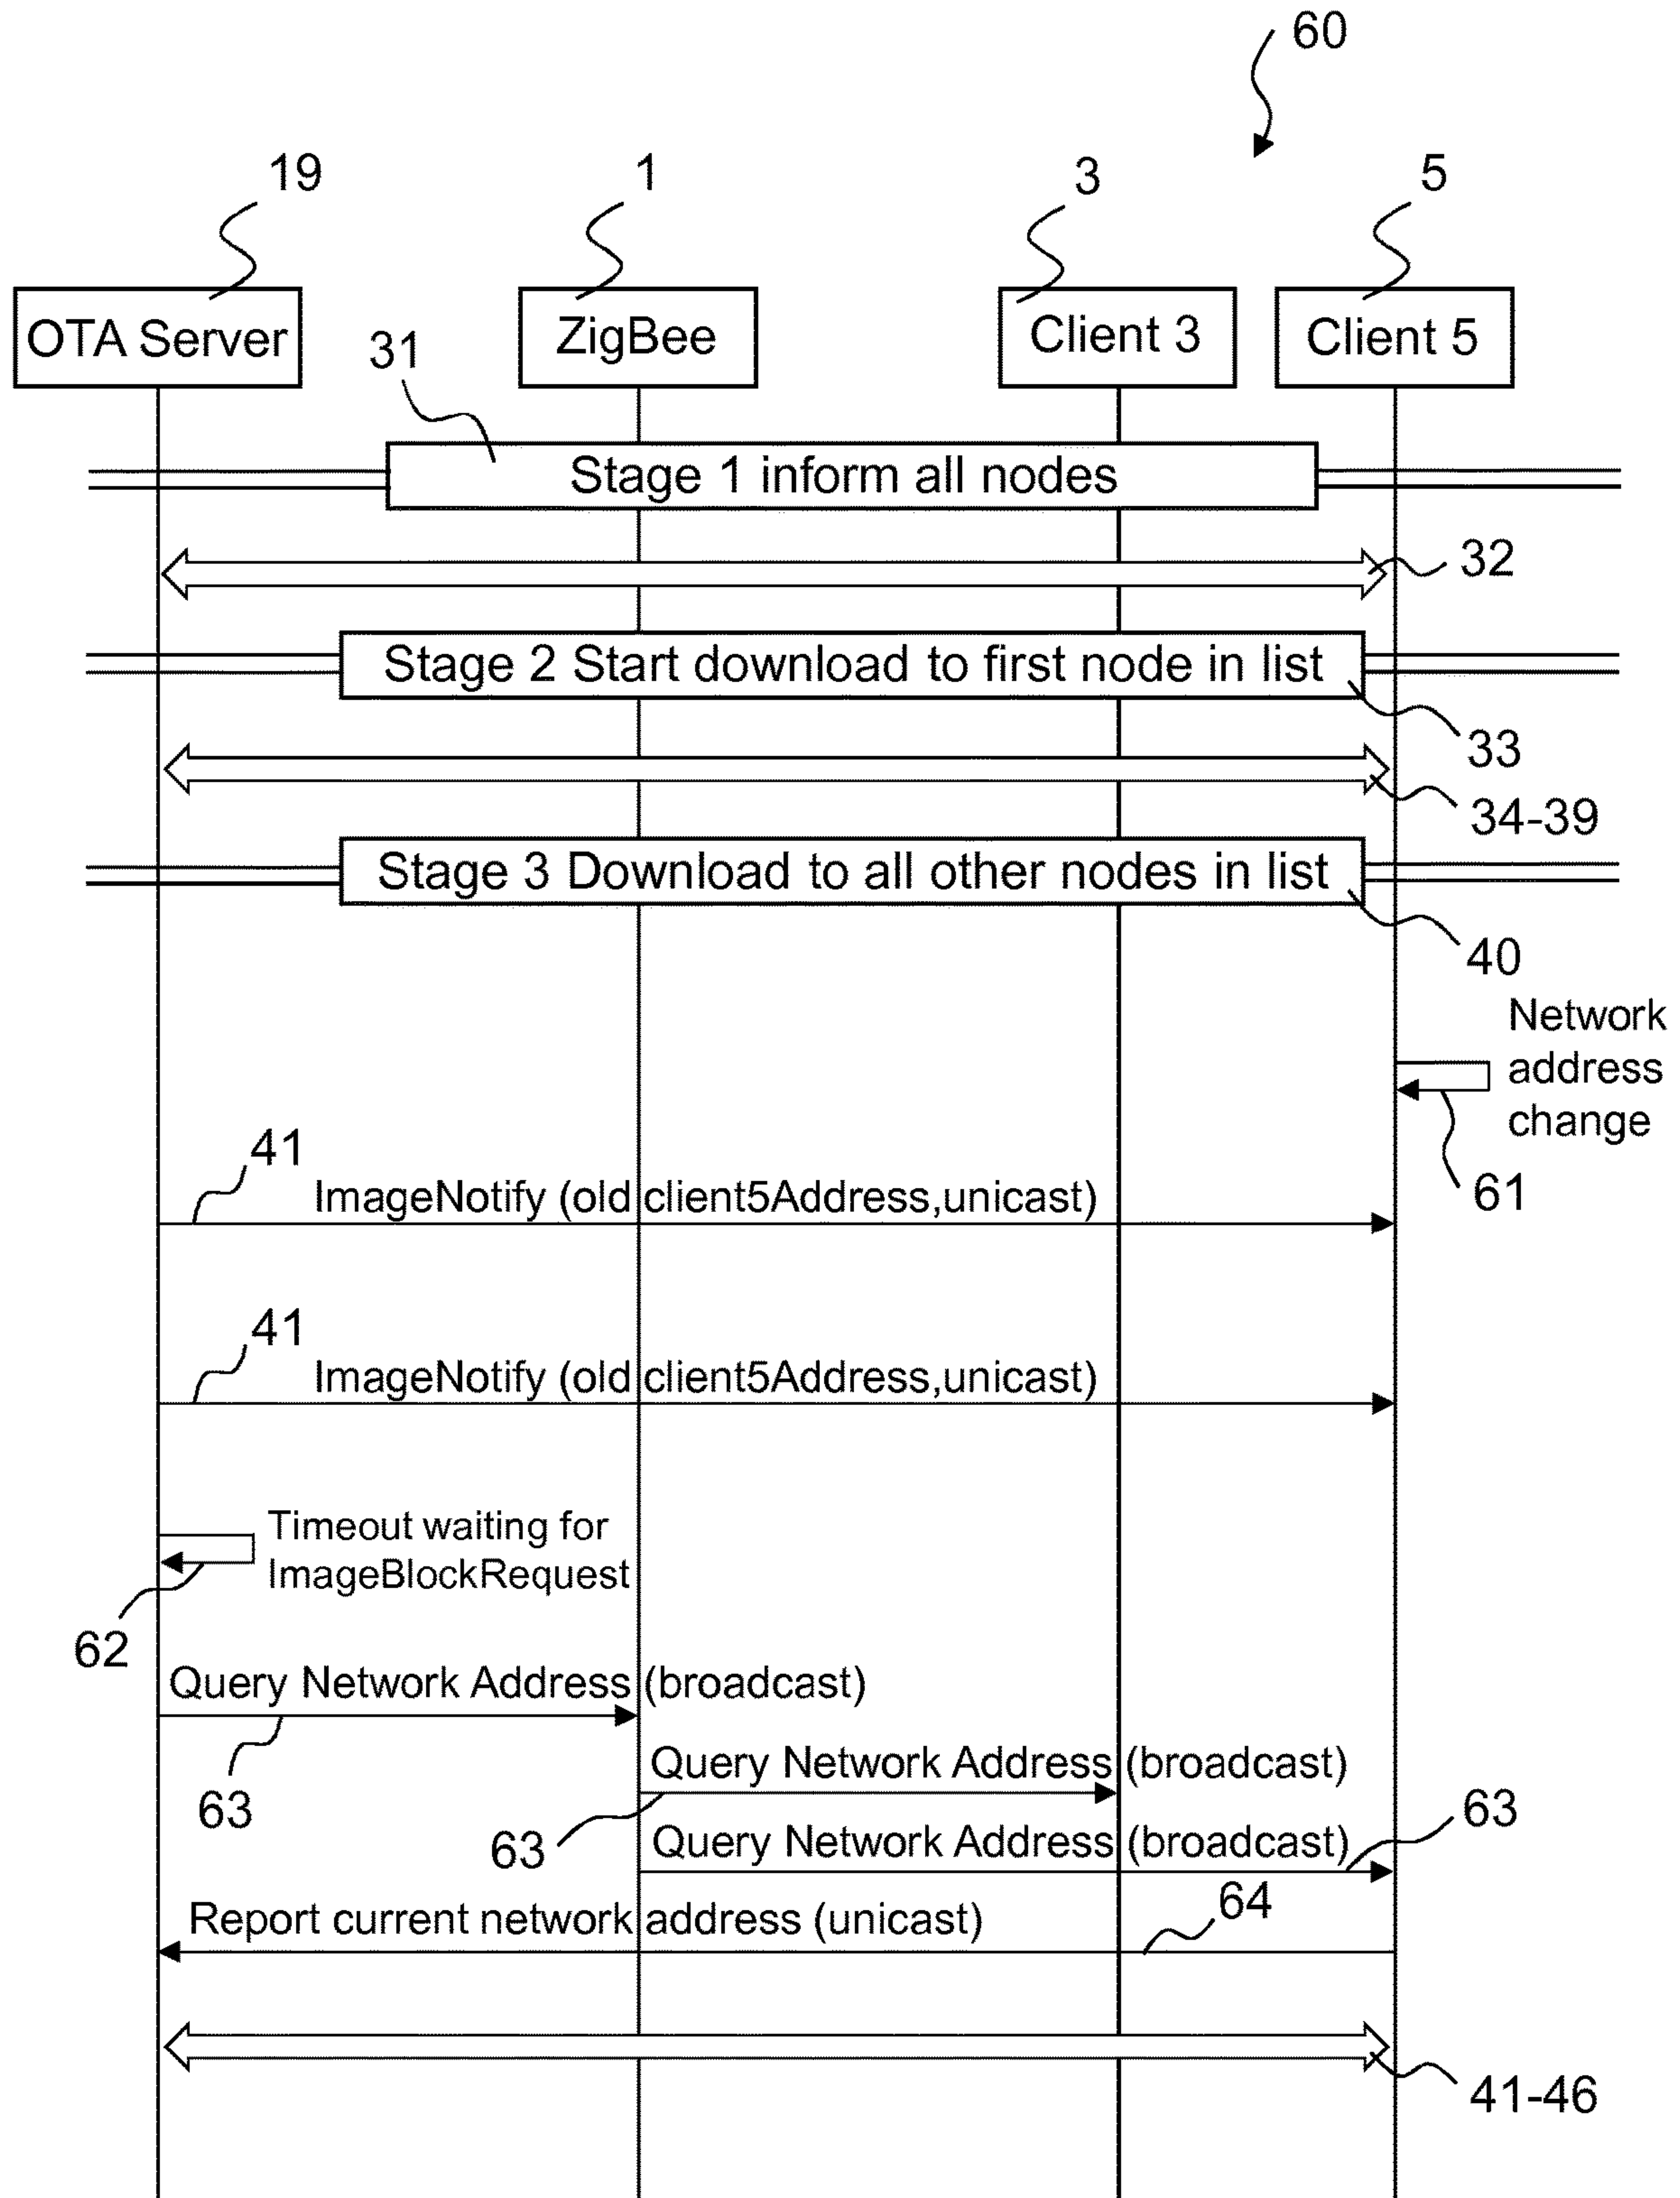 60
19
1
3
5
OTA Server
ZigBee
Client 3
Client 5
31
Stage 1 inform all nodes
32
Stage 2 Start download to first node in list
33
34-39
Stage 3 Download to all other nodes in list
40
Network
address
change
61
41
ImageNotify (old client5Address,unicast)
41
ImageNotify (old client5Address,unicast)
Timeout waiting for
ImageBlockRequest
62
Query Network Address (broadcast)
63
Query Network Address (broadcast)
63
Query Network Address (broadcast)
63
Report current network address (unicast)
64
41-46